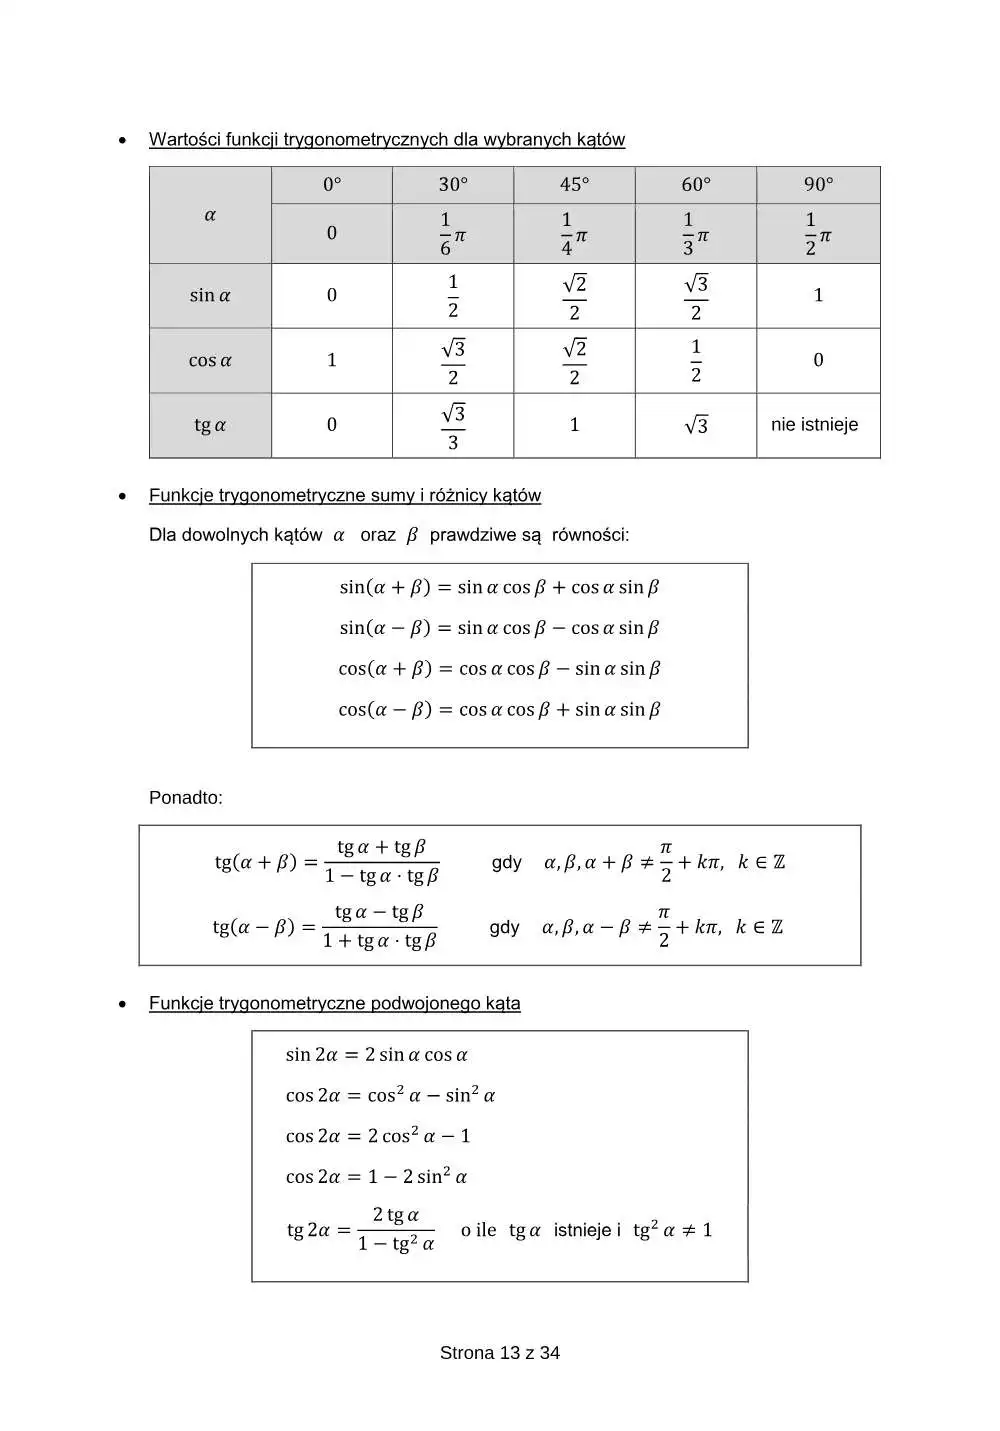 • Wartości funkcji trygonometrycznych dla wybranych kątów
α 0° 30° 45° 60° 90°
0 1/6 π 1/4 π 1/3 π 1/2 π
sin α 0 1/2 √2/2 √3/2 1
cos α 1 √3/2 √2/2 1/2 0
tg α 0 √3/3 1 √3 nie istnieje
• Funkcje trygonometryczne sumy i różnicy kątów
Dla dowolnych kątów α oraz β prawdziwe są równości:
sin(α + β) = sin α cos β + cos α sin β
sin(α − β) = sin α cos β − cos α sin β
cos(α + β) = cos α cos β − sin α sin β
cos(α − β) = cos α cos β + sin α sin β
Ponadto:
tg(α + β) = (tg α + tg β)/(1 − tg α · tg β) gdy α, β, α + β ≠ π/2 + kπ, k ∈ ℤ
tg(α − β) = (tg α − tg β)/(1 + tg α · tg β) gdy α, β, α − β ≠ π/2 + kπ, k ∈ ℤ
• Funkcje trygonometryczne podwojonego kąta
sin 2α = 2 sin α cos α
cos 2α = cos² α − sin² α
cos 2α = 2 cos² α − 1
cos 2α = 1 − 2 sin² α
tg 2α = 2 tg α/(1 − tg² α) o ile tg α istnieje i tg² α ≠ 1
Strona 13 z 34